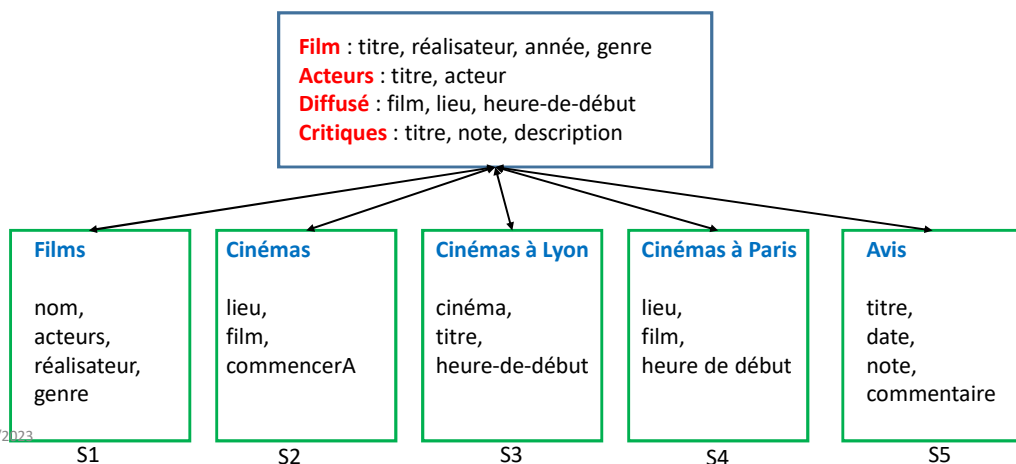 Film : titre, réalisateur, année, genre
Acteurs : titre, acteur
Diffusé : film, lieu, heure-de-début
Critiques : titre, note, description
Films
nom,
acteurs,
réalisateur,
genre
Cinémas
lieu,
film,
commencerA
Cinémas à Lyon
cinéma,
titre,
heure-de-début
Cinémas à Paris
lieu,
film,
heure de début
Avis
titre,
date,
note,
commentaire
/2023
S1
S2
S3
S4
S5